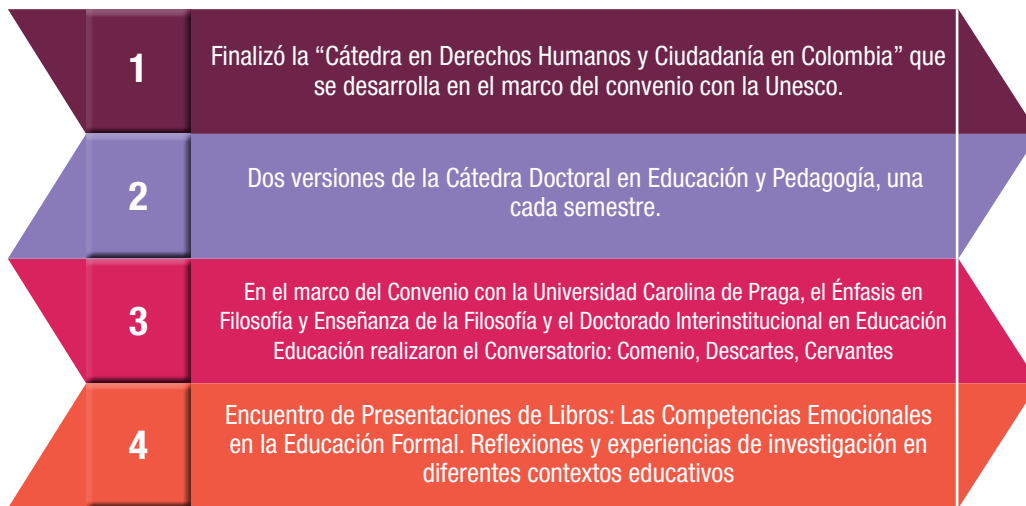 1
Finalizó la “Cátedra en Derechos Humanos y Ciudadanía en Colombia” que
se desarrolla en el marco del convenio con la Unesco.
2
Dos versiones de la Cátedra Doctoral en Educación y Pedagogía, una
cada semestre.
3
En el marco del Convenio con la Universidad Carolina de Praga, el Énfasis en
Filosofía y Enseñanza de la Filosofía y el Doctorado Interinstitucional en Educación
Educación realizaron el Conversatorio: Comenio, Descartes, Cervantes
4
Encuentro de Presentaciones de Libros: Las Competencias Emocionales
en la Educación Formal. Reflexiones y experiencias de investigación en
diferentes contextos educativos